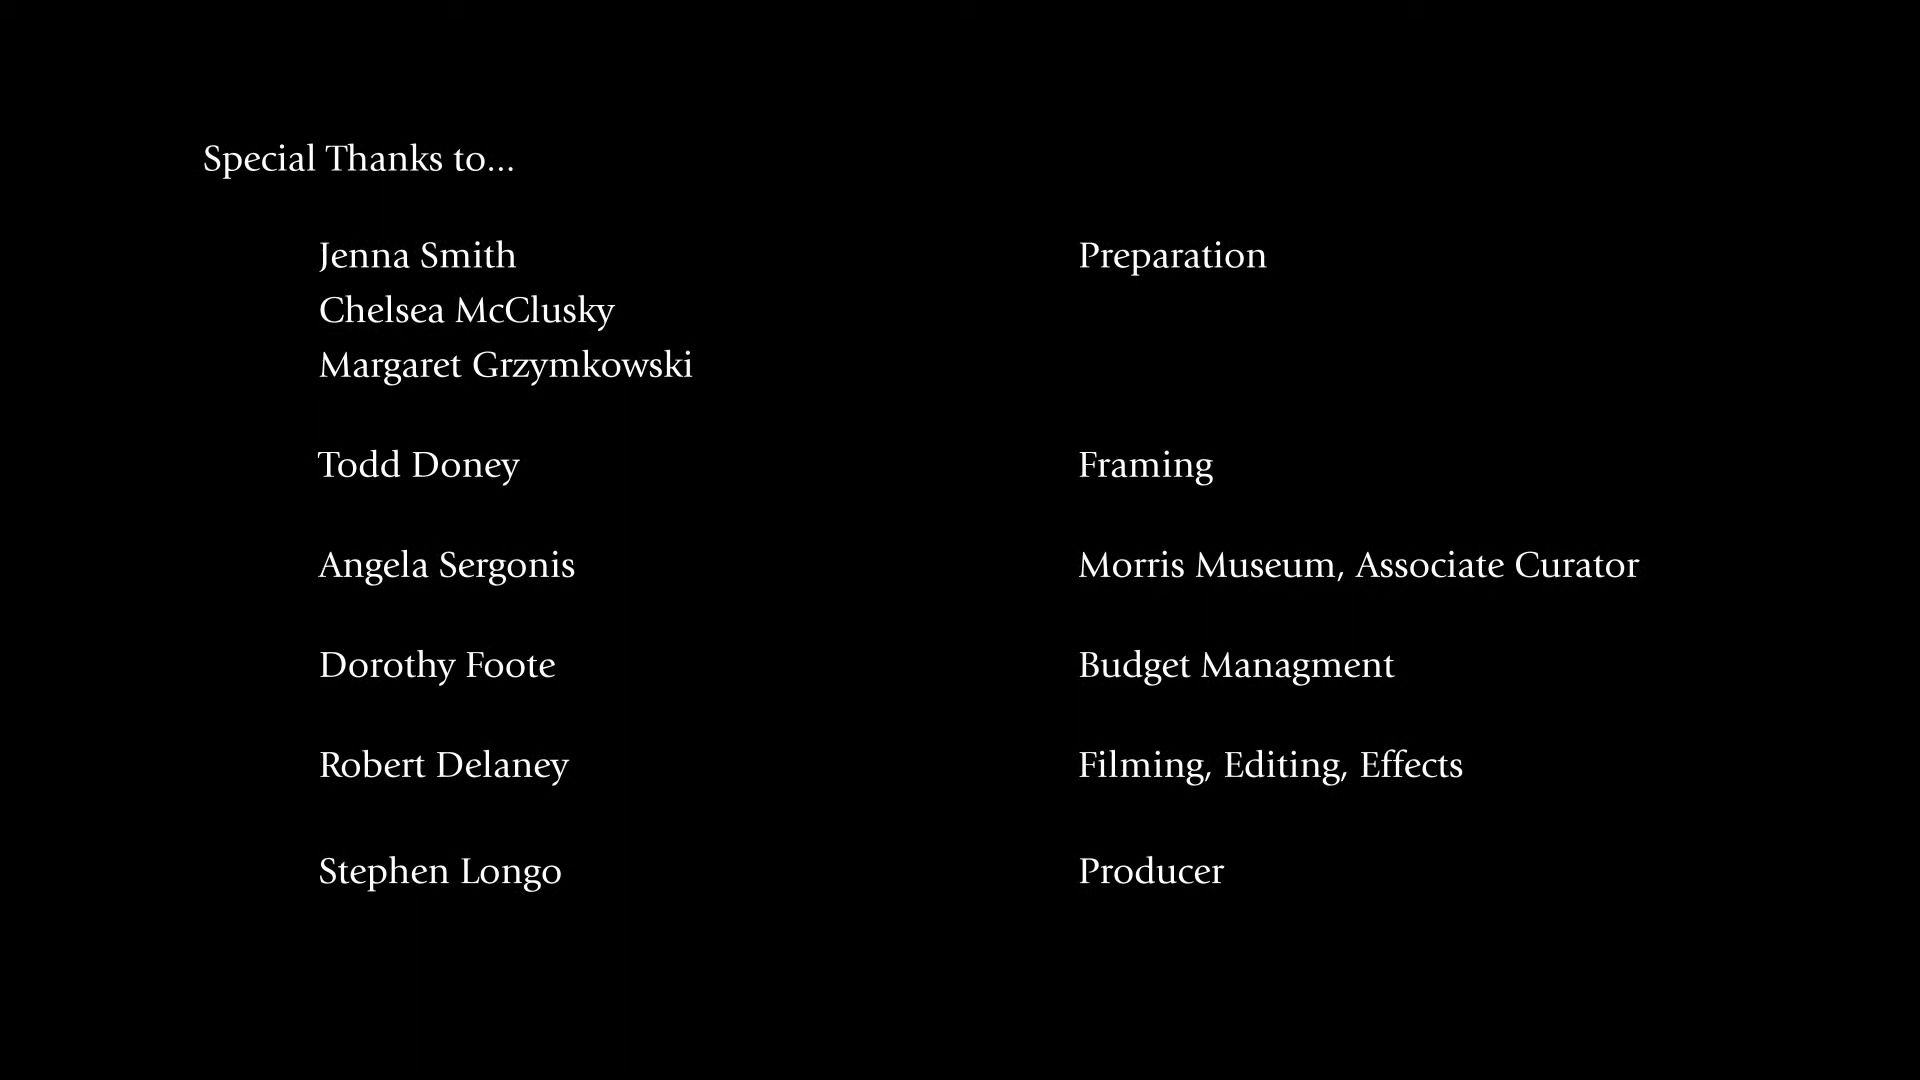 Special Thanks to...
Jenna Smith Preparation
Chelsea McClusky
Margaret Grzymkowski
Todd Doney Framing
Angela Sergonis Morris Museum, Associate Curator
Dorothy Foote Budget Managment
Robert Delaney Filming, Editing, Effects
Stephen Longo Producer